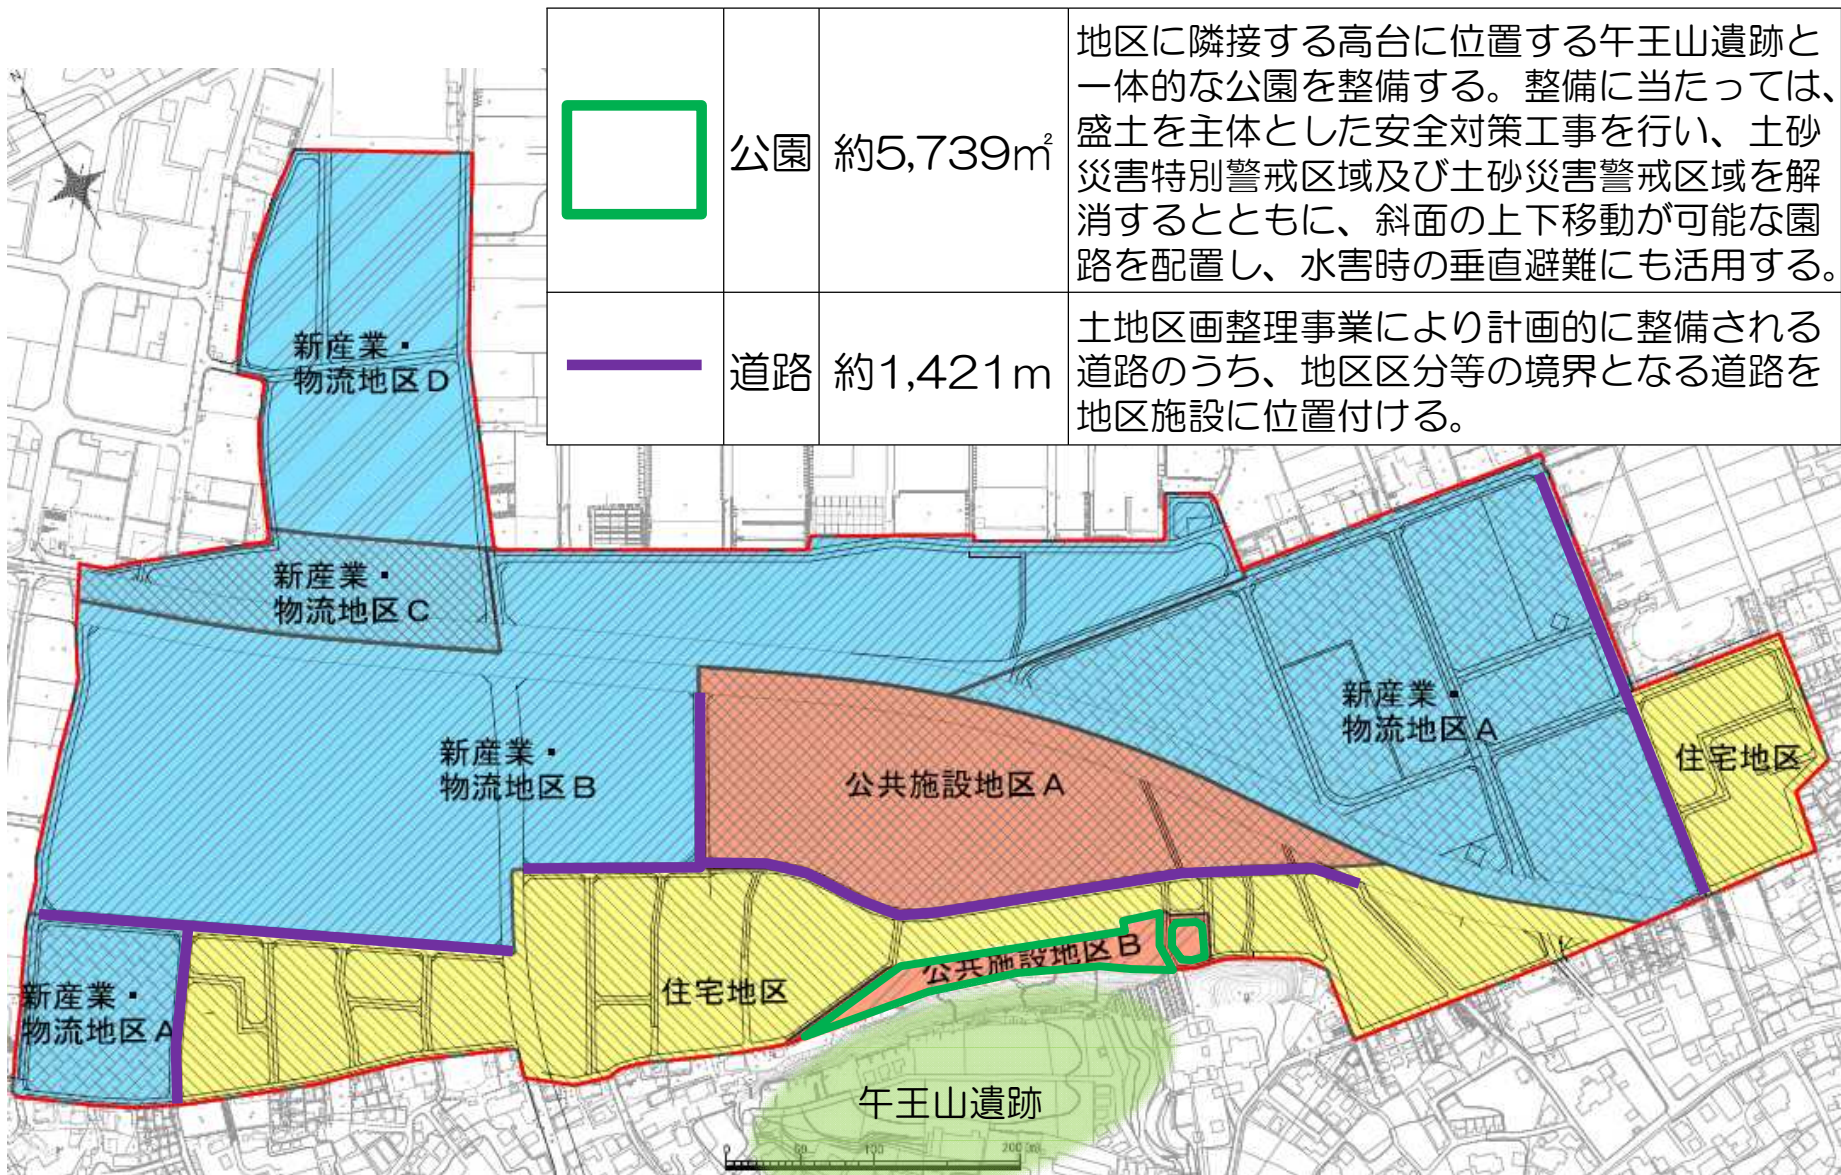 公園
約5,739㎡
地区に隣接する高台に位置する午王山遺跡と
一体的な公園を整備する。整備に当たっては、
盛土を主体とした安全対策工事を行い、土砂
災害特別警戒区域及び土砂災害警戒区域を解
消するとともに、斜面の上下移動が可能な園
路を配置し、水害時の垂直避難にも活用する。
道路
約1,421m
土地区画整理事業により計画的に整備される
道路のうち、地区区分等の境界となる道路を
地区施設に位置付ける。
新産業・
物流地区D
新産業・
物流地区C
新産業・
物流地区B
公共施設地区A
新産業・
物流地区A
住宅地区
新産業・
物流地区A
住宅地区
公共施設地区B
午王山遺跡
0 50 100 200 m